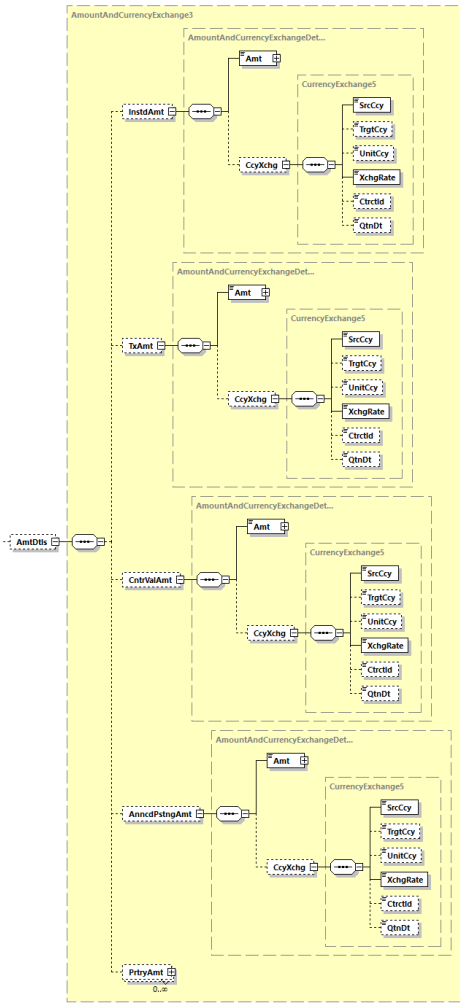 AmountAndCurrencyExchange3
AmountAndCurrencyExchangeDet...
Amt
CurrencyExchange5
SrcCcy
InstdAmt
TrgtCcy
UnitCcy
CcyXchg
XchgRate
CtrctId
QtnDt
AmountAndCurrencyExchangeDet...
Amt
CurrencyExchange5
SrcCcy
TxAmt
TrgtCcy
UnitCcy
CcyXchg
XchgRate
CtrctId
QtnDt
AmountAndCurrencyExchangeDet...
Amt
AmtDtls
CurrencyExchange5
SrcCcy
CntrValAmt
TrgtCcy
UnitCcy
CcyXchg
XchgRate
CtrctId
QtnDt
AmountAndCurrencyExchangeDet...
Amt
CurrencyExchange5
SrcCcy
AnncdPstngAmt
TrgtCcy
UnitCcy
CcyXchg
XchgRate
CtrctId
QtnDt
PrtryAmt
0..∞